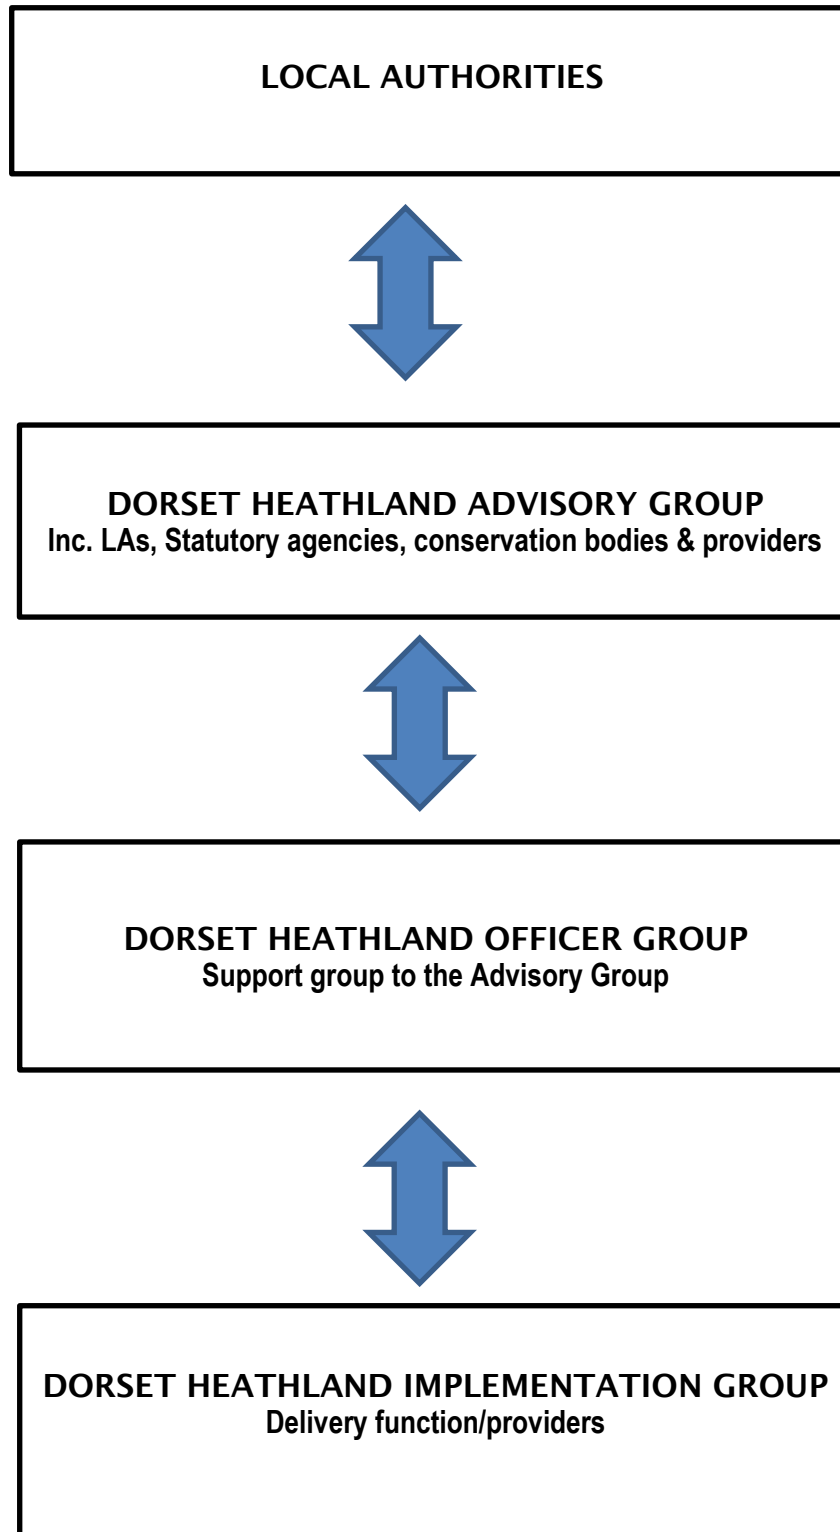 LOCAL AUTHORITIES
DORSET HEATHLAND ADVISORY GROUP
Inc. LAs, Statutory agencies, conservation bodies & providers
DORSET HEATHLAND OFFICER GROUP
Support group to the Advisory Group
DORSET HEATHLAND IMPLEMENTATION GROUP
Delivery function/providers